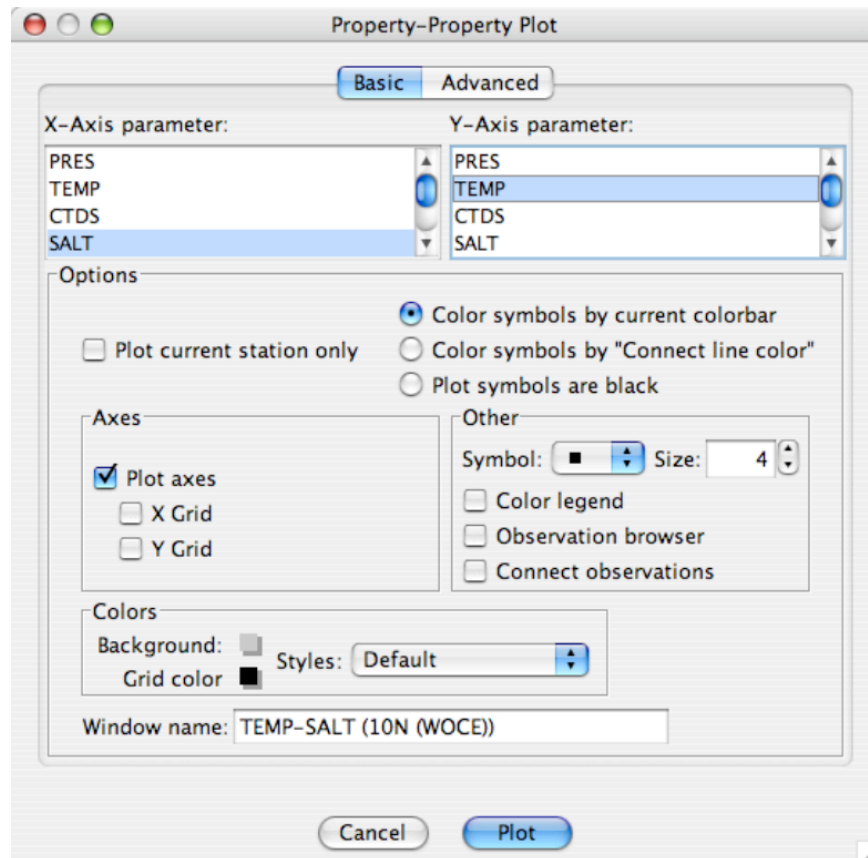 Property-Property Plot
Basic Advanced
X-Axis parameter: Y-Axis parameter:
PRES PRES
TEMP TEMP
CTDS CTDS
SALT SALT
Options
Color symbols by current colorbar
Plot current station only Color symbols by "Connect line color"
Plot symbols are black
Axes Other
Symbol: Size: 4
Plot axes Color legend
X Grid Observation browser
Y Grid Connect observations
Colors
Background:
Styles: Default
Grid color
Window name: TEMP-SALT (10N (WOCE))
Cancel Plot